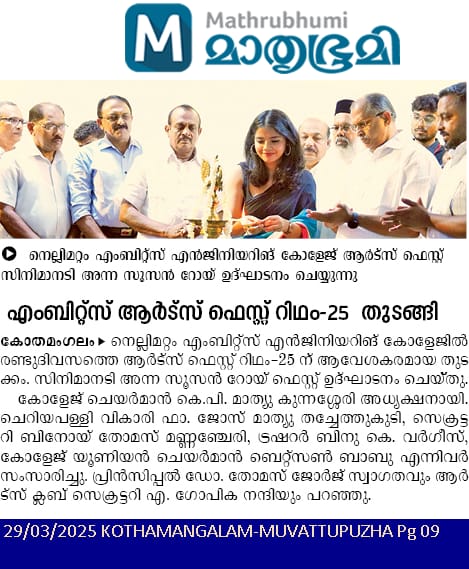 Mathrubhumi
മാതൃഭൂമി
നെല്ലിമറ്റം എംബിറ്റ്സ് എൻജിനിയറിങ് കോളേജ് ആർട്സ് ഫെസ്റ്റ്
സിനിമാനടി അന്ന സൂസൻ റോയ് ഉദ്ഘാടനം ചെയ്യുന്നു
എംബിറ്റ്സ് ആർട്സ് ഫെസ്റ്റ് റിഥം-25 തുടങ്ങി
കോതമംഗലം ▸ നെല്ലിമറ്റം എംബിറ്റ്സ് എൻജിനിയറിങ് കോളേജിൽ
രണ്ടുദിവസത്തെ ആർട്സ് ഫെസ്റ്റ് റിഥം-25 ന് ആവേശകരമായ തുട
ക്കം. സിനിമാനടി അന്ന സൂസൻ റോയ് ഫെസ്റ്റ് ഉദ്ഘാടനം ചെയ്തു.
കോളേജ് ചെയർമാൻ കെ.പി. മാത്യു കുന്നശ്ശേരി അധ്യക്ഷനായി.
ചെറിയപള്ളി വികാരി ഫാ. ജോസ് മാത്യു തച്ചേത്തുകുടി, സെക്രട്ട
റി ബിനോയ് തോമസ് മണ്ണഞ്ചേരി, ട്രഷറർ ബിനു കെ. വർഗീസ്,
കോളേജ് യൂണിയൻ ചെയർമാൻ ബെറ്റ്സൺ ബാബു എന്നിവർ
സംസാരിച്ചു. പ്രിൻസിപ്പൽ ഡോ. തോമസ് ജോർജ് സ്വാഗതവും ആർ
ട്സ് ക്ലബ് സെക്രട്ടറി എ. ഗോപിക നന്ദിയും പറഞ്ഞു.
29/03/2025 KOTHAMANGALAM-MUVATTUPUZHA Pg 09